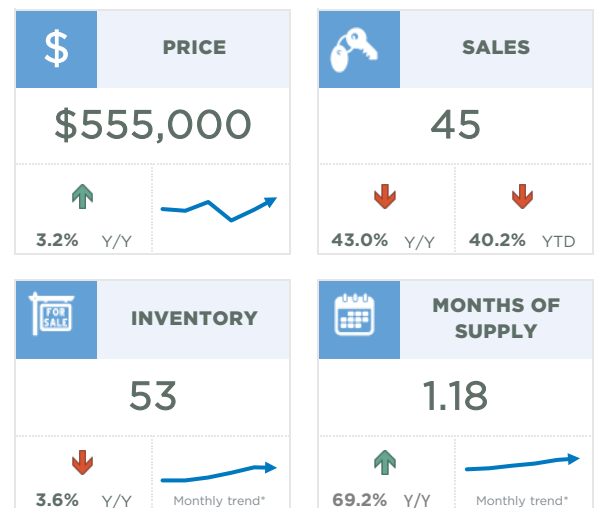 $
PRICE
$555,000
3.2% Y/Y
SALES
45
43.0% Y/Y
40.2% YTD
FOR
SALE
INVENTORY
53
3.6% Y/Y
Monthly trend*
MONTHS OF
SUPPLY
1.18
69.2% Y/Y
Monthly trend*